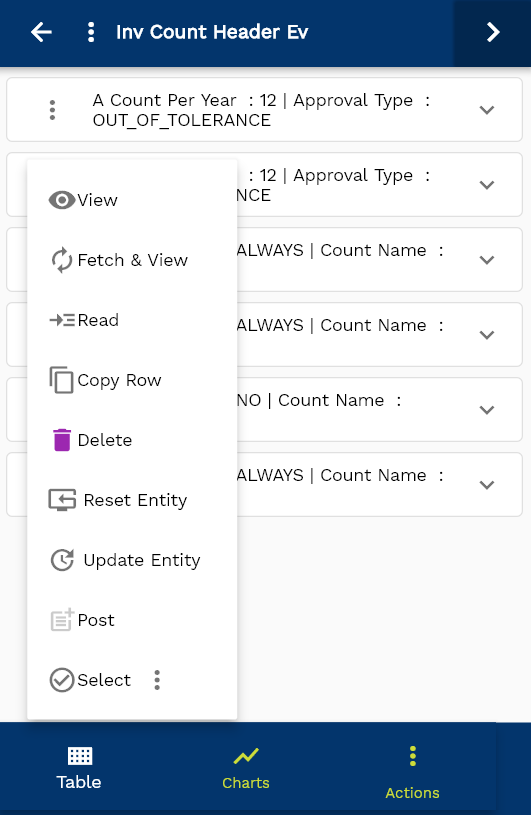 Inv Count Header Ev
A Count Per Year : 12 | Approval Type :
OUT_OF_TOLERANCE
: 12 | Approval Type :
NCE
ALWAYS | Count Name :
ALWAYS | Count Name :
NO | Count Name :
ALWAYS | Count Name :
View
Fetch & View
Read
Copy Row
Delete
Reset Entity
Update Entity
Post
Select
Table
Charts
Actions